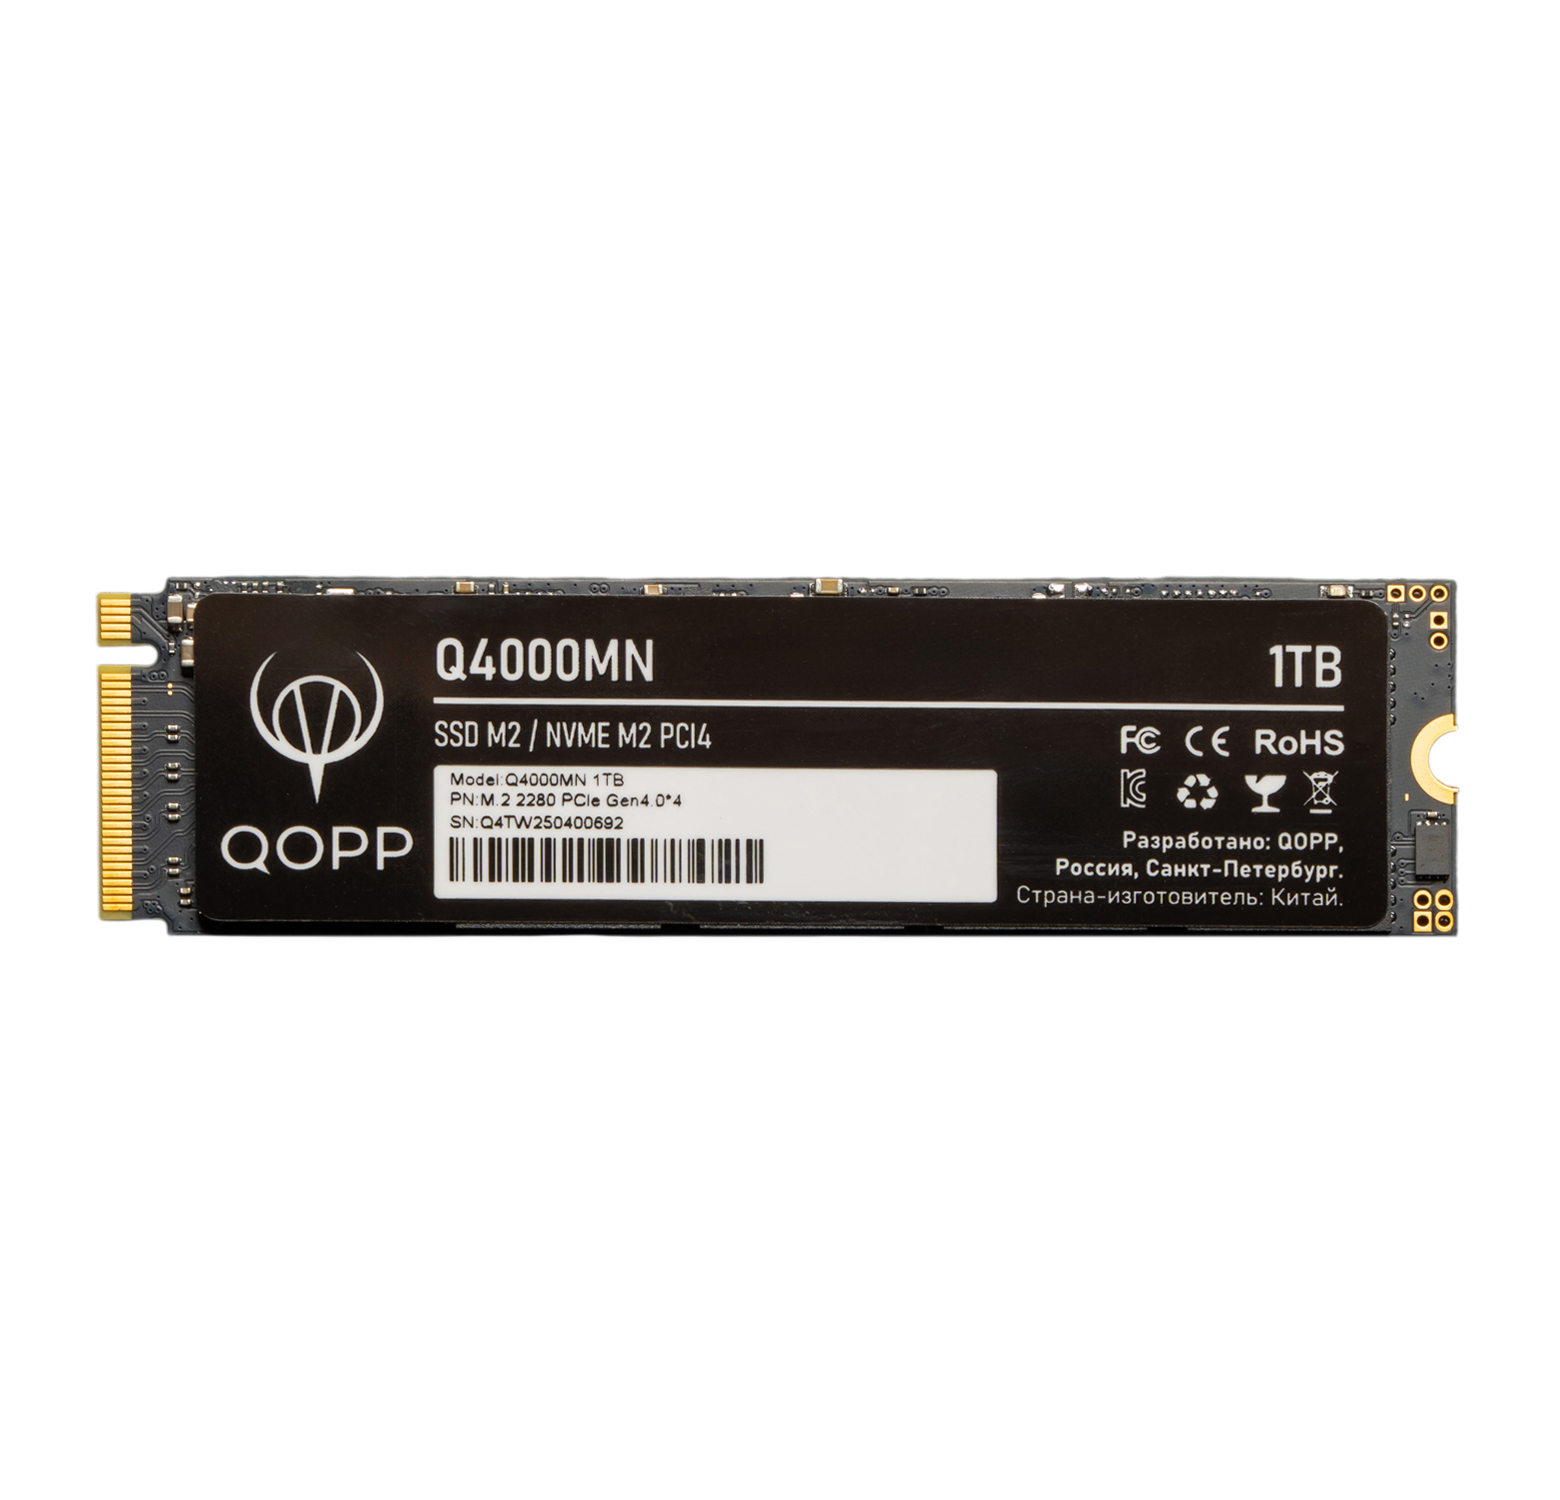 Q4000MN
1TB
SSD M2 / NVME M2 PCI4
Model:Q4000MN 1TB
PN:M.2 2280 PCIe Gen4.0*4
SN:Q4TW250400692
QOPP
FC CE RoHS
Разработано: QOPP,
Россия, Санкт-Петербург.
Страна-изготовитель: Китай.